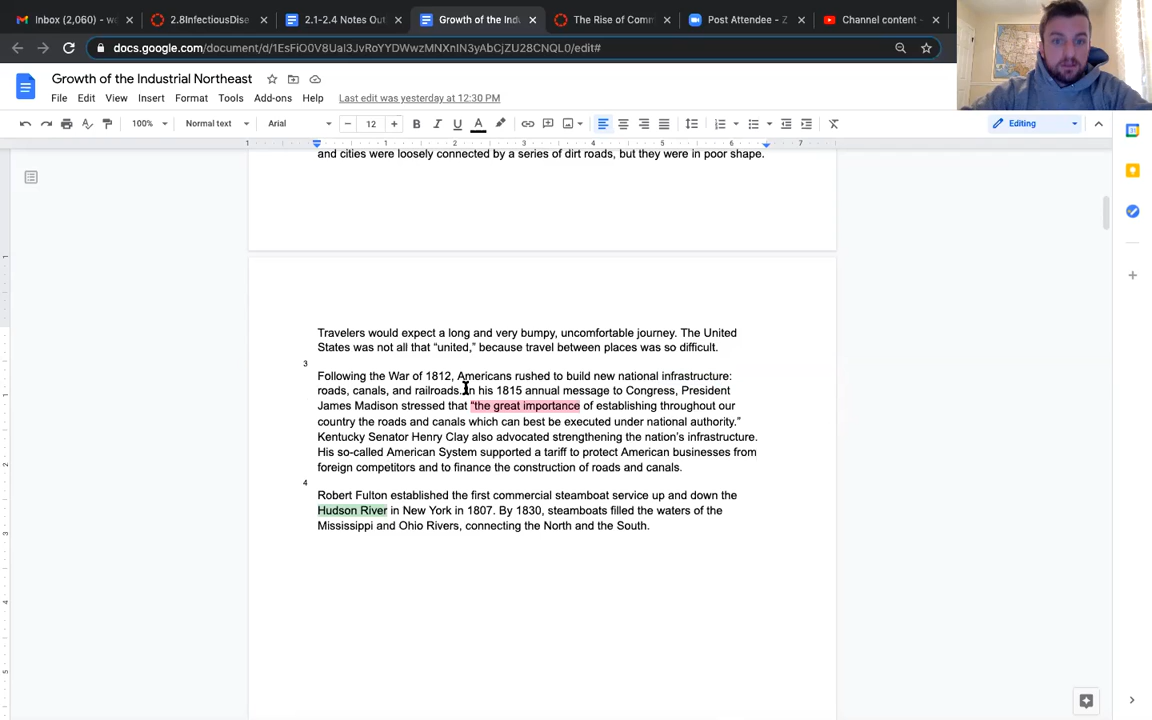 Inbox (2,060) - w
2.8InfectiousDise
2.1-2.4 Notes Out
Growth of the Indu
The Rise of Comm
Post Attendee - Z
Channel content -
docs.google.com/document/d/1EsFiO0V8UaI3JvRoYYDWwzMNXnIN3yAbCjZU28CNQL0/edit#
Growth of the Industrial Northeast
File Edit View Insert Format Tools Add-ons Help Last edit was yesterday at 12:30 PM
100% Normal text Arial 12 Editing
1 1 2 3 4 5 6 7
and cities were loosely connected by a series of dirt roads, but they were in poor shape.
Travelers would expect a long and very bumpy, uncomfortable journey. The United
States was not all that “united,” because travel between places was so difficult.
3
Following the War of 1812, Americans rushed to build new national infrastructure:
roads, canals, and railroads. In his 1815 annual message to Congress, President
James Madison stressed that “the great importance of establishing throughout our
country the roads and canals which can best be executed under national authority.”
Kentucky Senator Henry Clay also advocated strengthening the nation’s infrastructure.
His so-called American System supported a tariff to protect American businesses from
foreign competitors and to finance the construction of roads and canals.
4
Robert Fulton established the first commercial steamboat service up and down the
Hudson River in New York in 1807. By 1830, steamboats filled the waters of the
Mississippi and Ohio Rivers, connecting the North and the South.